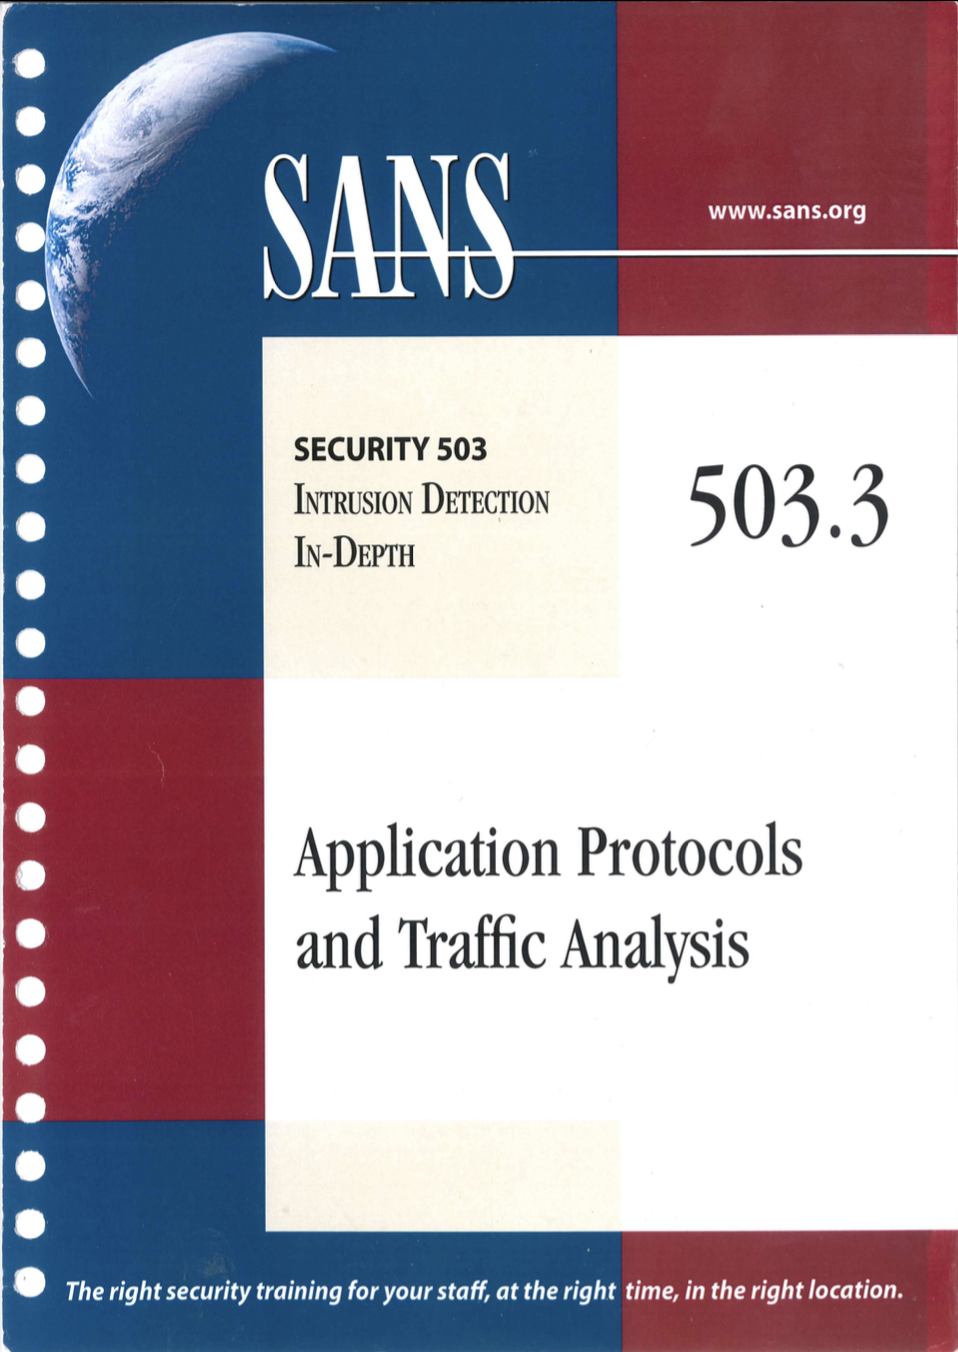 SANS
www.sans.org
SECURITY 503
INTRUSION DETECTION
IN-DEPTH
503.3
Application Protocols
and Traffic Analysis
The right security training for your staff, at the right time, in the right location.